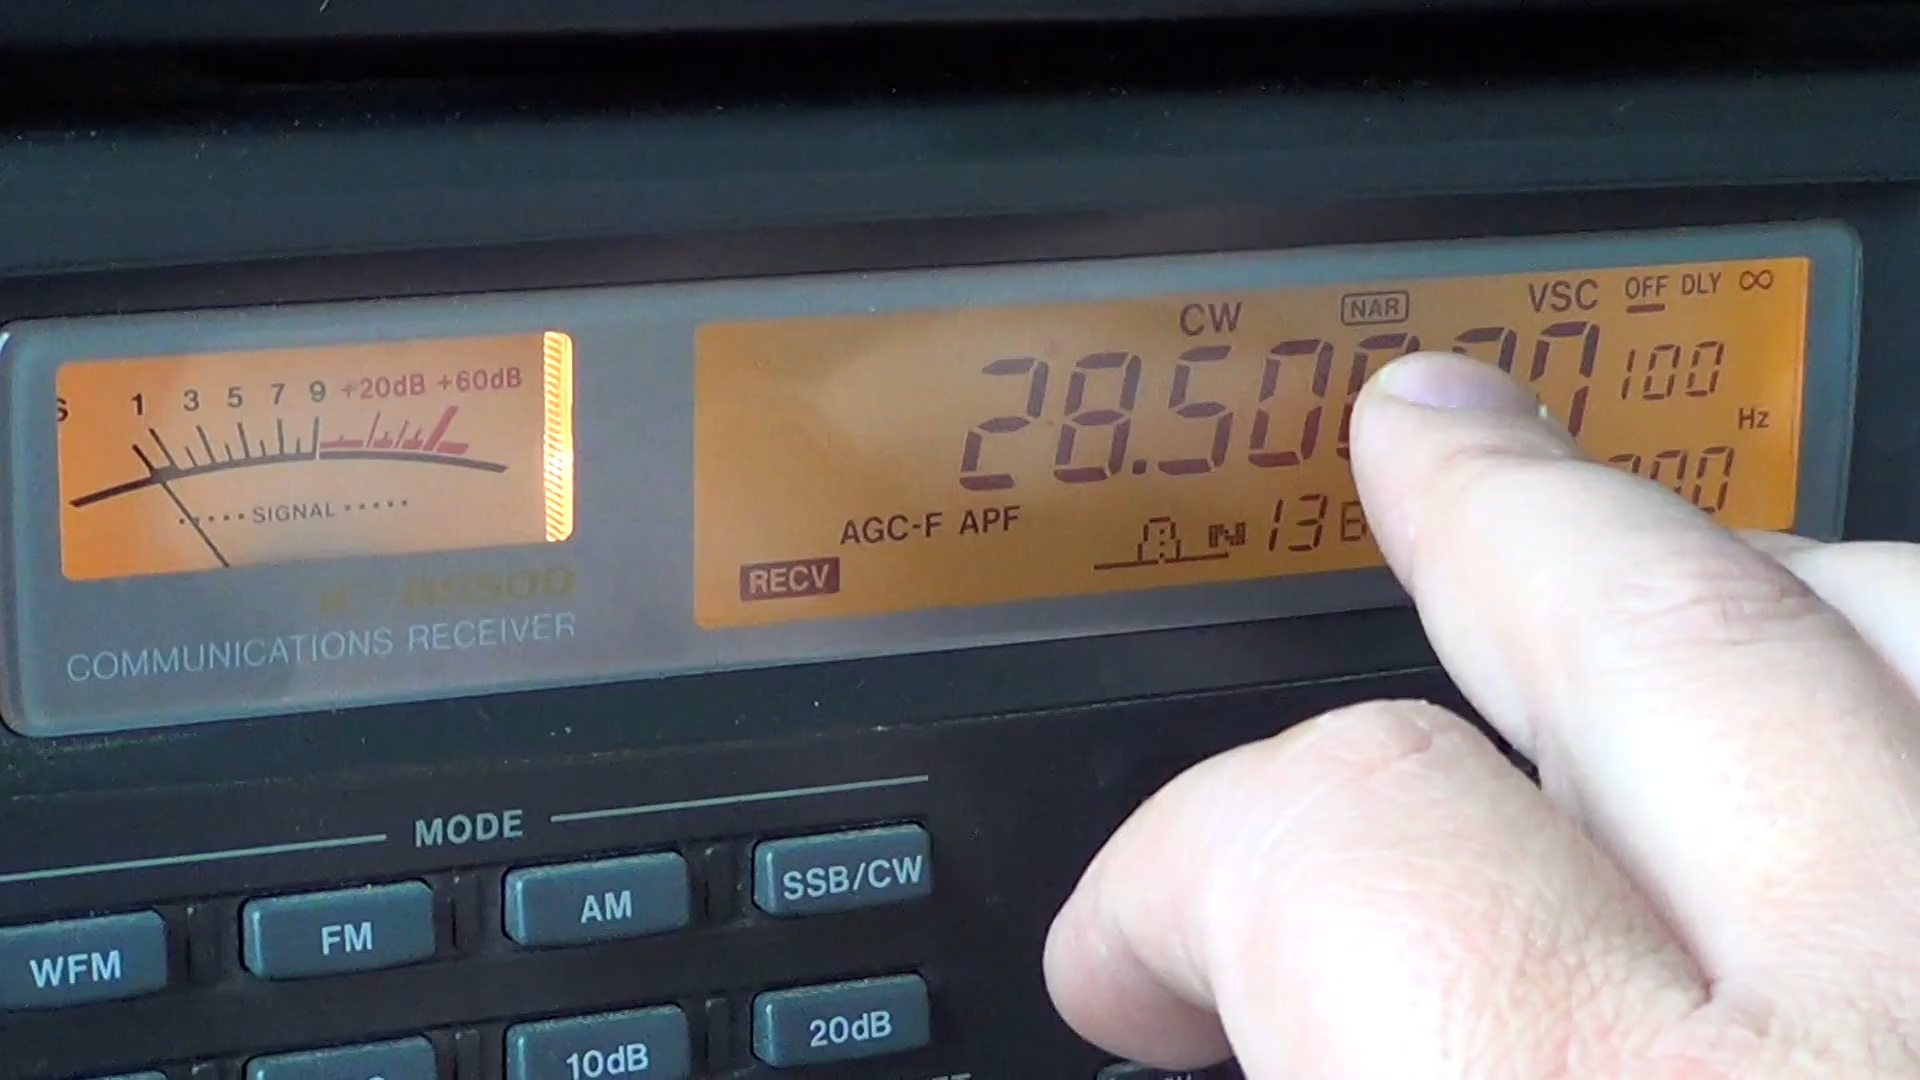 S 1 3 5 7 9 +20dB +60dB
SIGNAL
COMMUNICATIONS RECEIVER
CW NAR VSC OFF DLY ∞
28.50 100
Hz
AGC-F APF 13
RECV
MODE
WFM FM AM SSB/CW
10dB 20dB